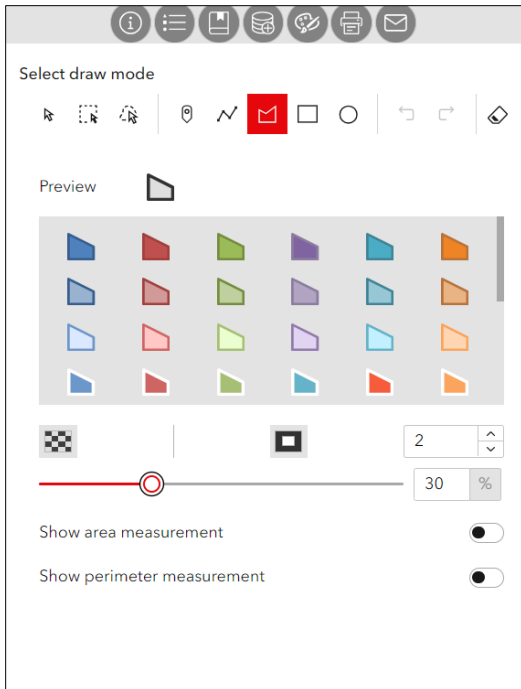 Select draw mode
Preview
2
30 %
Show area measurement
Show perimeter measurement